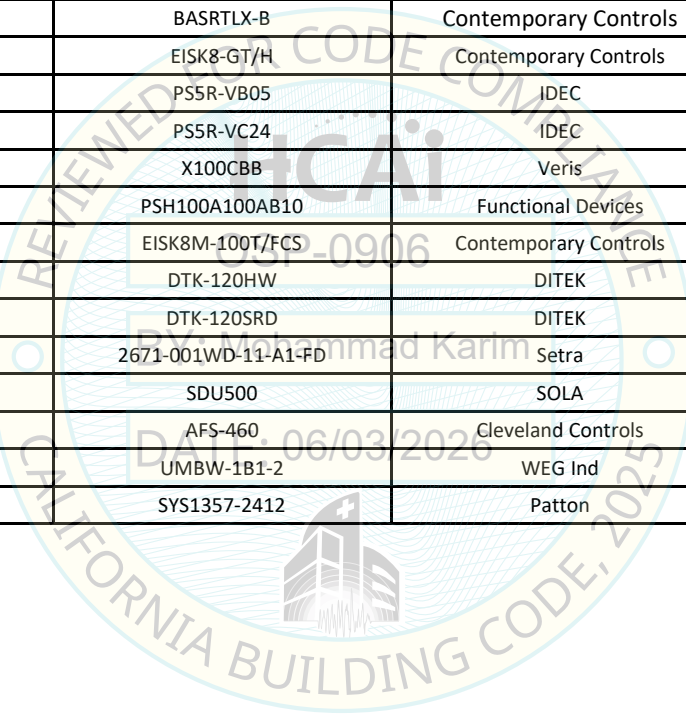 BASRTLX-B Contemporary Controls
EISK8-GT/H Contemporary Controls
PS5R-VB05 IDEC
PS5R-VC24 IDEC
X100CBB Veris
PSH100A100AB10 Functional Devices
EISK8M-100T/FCS Contemporary Controls
DTK-120HW DITEK
DTK-120SRD DITEK
2671-001WD-11-A1-FD Setra
SDU500 SOLA
AFS-460 Cleveland Controls
UMBW-1B1-2 WEG Ind
SYS1357-2412 Patton
REVIEWED FOR CODE COMPLIANCE
HCAi
OSP-0906
BY: Mohammad Karim
DATE: 06/03/2026
CALIFORNIA BUILDING CODE, 2025